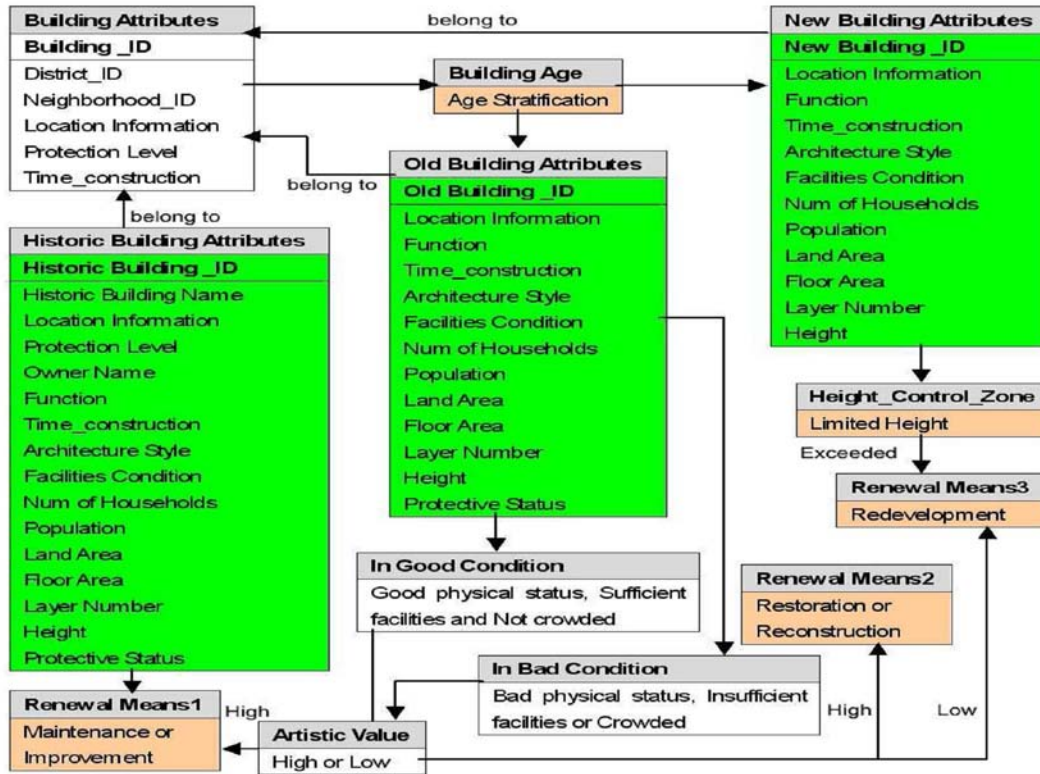 Building Attributes
Building _ID
District_ID
Neighborhood_ID
Location Information
Protection Level
Time_construction
belong to
Building Age
Age Stratification
New Building Attributes
New Building _ID
Location Information
Function
Time_construction
Architecture Style
Facilities Condition
Num of Households
Population
Land Area
Floor Area
Layer Number
Height
belong to
Old Building Attributes
Old Building _ID
Location Information
Function
Time_construction
Architecture Style
Facilities Condition
Num of Households
Population
Land Area
Floor Area
Layer Number
Height
Protective Status
belong to
Historic Building Attributes
Historic Building _ID
Historic Building Name
Location Information
Protection Level
Owner Name
Function
Time_construction
Architecture Style
Facilities Condition
Num of Households
Population
Land Area
Floor Area
Layer Number
Height
Protective Status
Height_Control_Zone
Limited Height
Exceeded
Renewal Means3
Redevelopment
In Good Condition
Good physical status, Sufficient
facilities and Not crowded
Renewal Means2
Restoration or
Reconstruction
In Bad Condition
Bad physical status, Insufficient
facilities or Crowded
High
Low
Renewal Means1
Maintenance or
Improvement
High
Artistic Value
High or Low